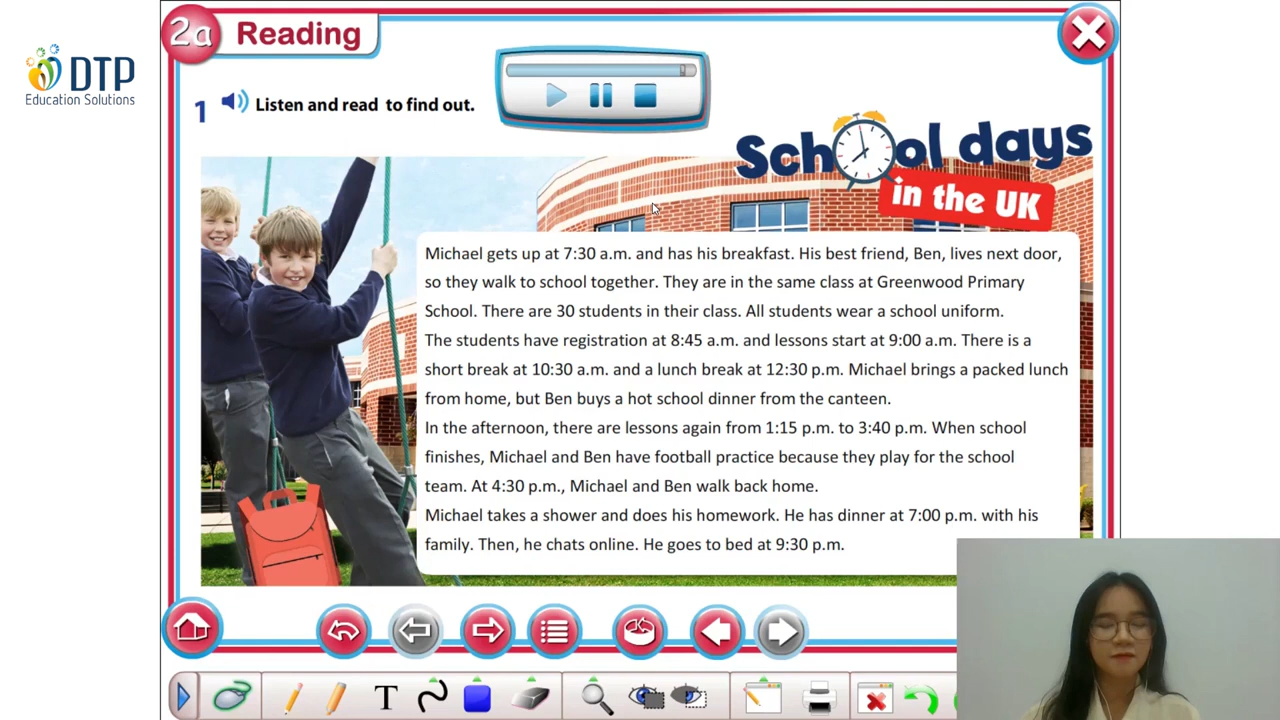 2a Reading
DTP
Education Solutions
1 Listen and read to find out.
School days
in the UK
Michael gets up at 7:30 a.m. and has his breakfast. His best friend, Ben, lives next door,
so they walk to school together. They are in the same class at Greenwood Primary
School. There are 30 students in their class. All students wear a school uniform.
The students have registration at 8:45 a.m. and lessons start at 9:00 a.m. There is a
short break at 10:30 a.m. and a lunch break at 12:30 p.m. Michael brings a packed lunch
from home, but Ben buys a hot school dinner from the canteen.
In the afternoon, there are lessons again from 1:15 p.m. to 3:40 p.m. When school
finishes, Michael and Ben have football practice because they play for the school
team. At 4:30 p.m., Michael and Ben walk back home.
Michael takes a shower and does his homework. He has dinner at 7:00 p.m. with his
family. Then, he chats online. He goes to bed at 9:30 p.m.
T